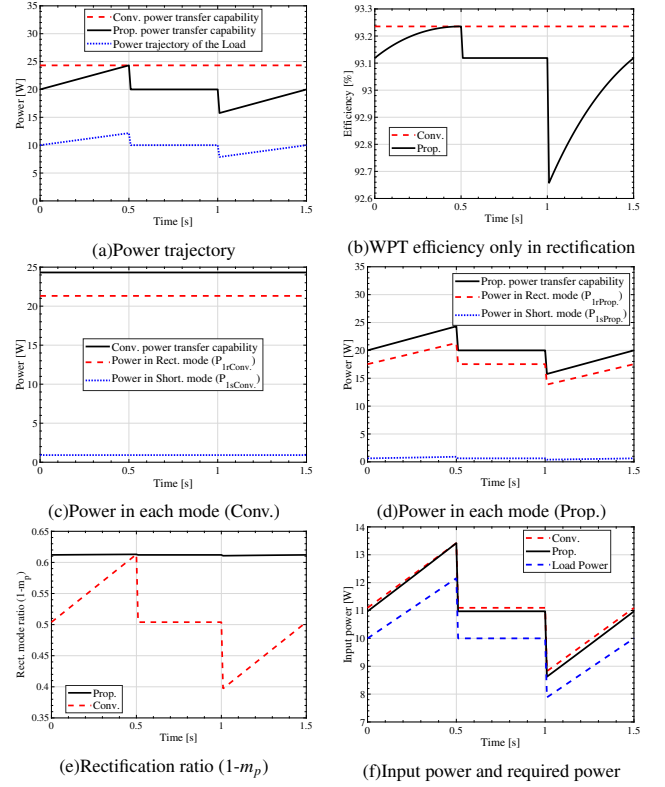 Conv. power transfer capability
Prop. power transfer capability
Power trajectory of the Load
Power [W]
35
30
25
20
15
10
5
0
0
0.5
1
1.5
Time [s]
(a)Power trajectory
Conv.
Prop.
Efficiency [%]
93.3
93.2
93.1
93
92.9
92.8
92.7
92.6
0
0.5
1
1.5
Time [s]
(b)WPT efficiency only in rectification
Conv. power transfer capability
Power in Rect. mode (P1rConv.)
Power in Short. mode (P1sConv.)
Power [W]
25
20
15
10
5
0
0
0.5
1
1.5
Time [s]
(c)Power in each mode (Conv.)
Prop. power transfer capability
Power in Rect. mode (P1rProp.)
Power in Short. mode (P1sProp.)
Power [W]
35
30
25
20
15
10
5
0
0
0.5
1
1.5
Time [s]
(d)Power in each mode (Prop.)
Prop.
Conv.
Rect. mode ratio (1-mp)
0.65
0.6
0.55
0.5
0.45
0.4
0.35
0
0.5
1
1.5
Time [s]
(e)Rectification ratio (1-mp)
Conv.
Prop.
Load Power
Input power [W]
14
13
12
11
10
9
8
7
0
0.5
1
1.5
Time [s]
(f)Input power and required power